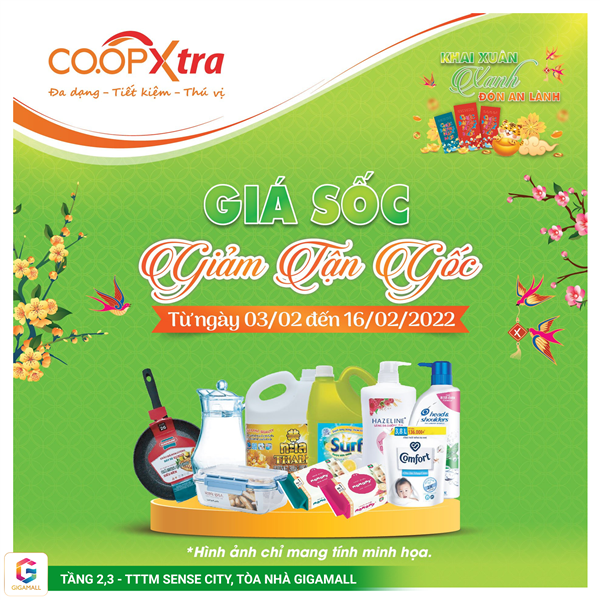 CO.OPXtra
Đa dạng - Tiết kiệm - Thú vị
KHAI XUÂN
Xanh
ĐÓN AN LÀNH
GIÁ SỐC
Giảm Tận Gốc
Từ ngày 03/02 đến 16/02/2022
HAZELINE
head & shoulders
Surf
Comfort
*Hình ảnh chỉ mang tính minh họa.
GIGAMALL
TẦNG 2,3 - TTTM SENSE CITY, TÒA NHÀ GIGAMALL